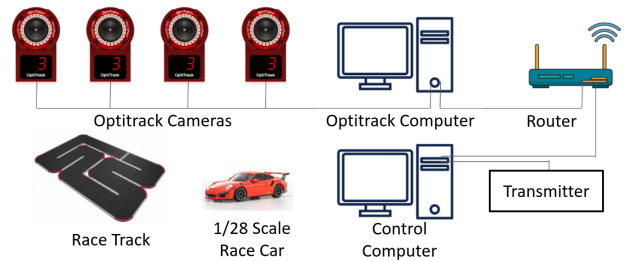 3 3 3 3
OptiTrack OptiTrack OptiTrack OptiTrack
Optitrack Cameras Optitrack Computer Router
Transmitter
Race Track
1/28 Scale
Race Car
Control
Computer